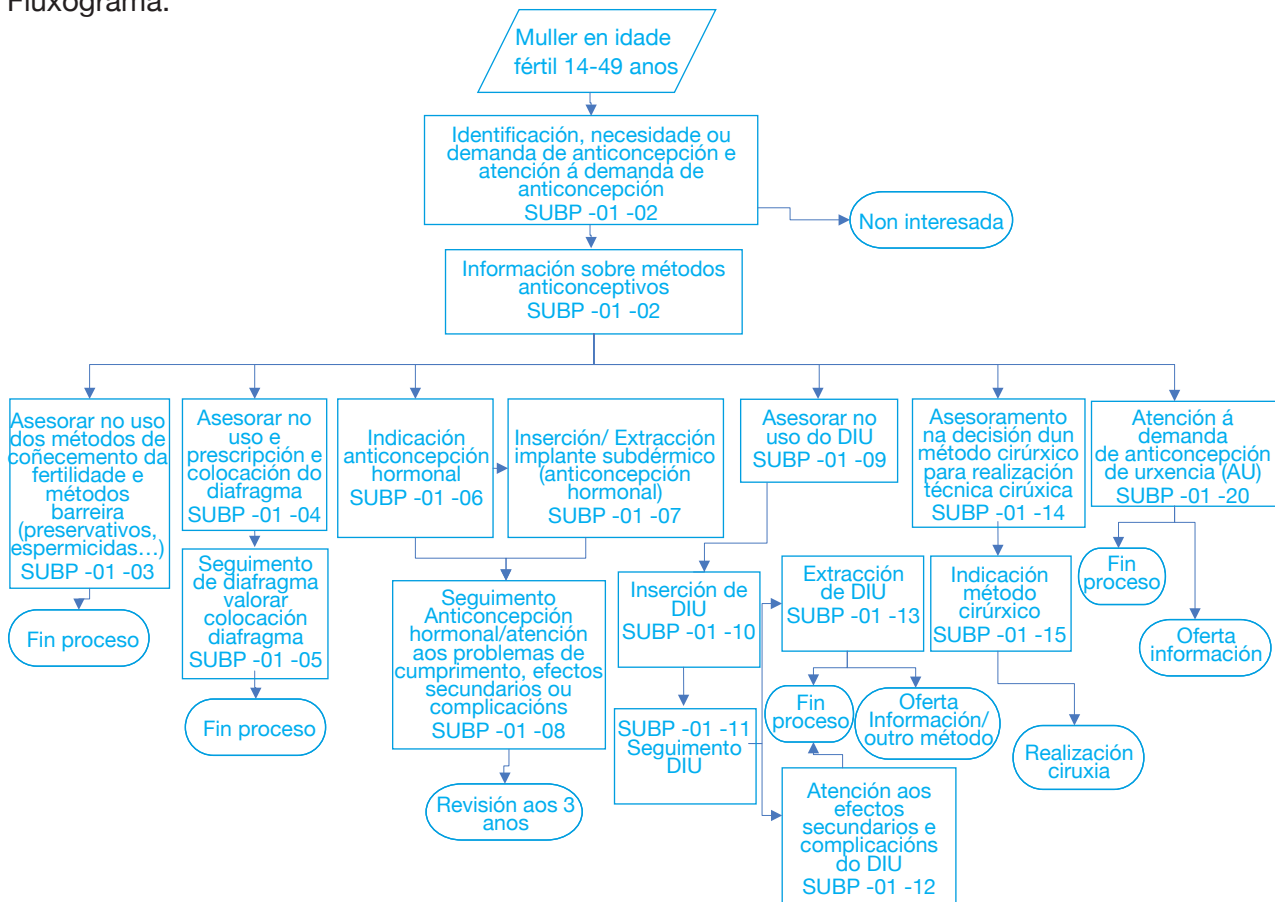 Fluxograma.
Muller en idade
fértil 14-49 anos
Identificación, necesidade ou
demanda de anticoncepción e
atención á demanda de
anticoncepción
SUBP -01 -02
Non interesada
Información sobre métodos
anticonceptivos
SUBP -01 -02
Asesorar no uso
dos métodos de
coñecemento da
fertilidade e
métodos
barreira
(preservativos,
espermicidas...)
SUBP -01 -03
Fin proceso
Asesorar no
uso e
prescripción e
colocación do
diafragma
SUBP -01 -04
Seguimento
de diafragma
valorar
colocación
diafragma
SUBP -01 -05
Fin proceso
Indicación
anticoncepción
hormonal
SUBP -01 -06
Inserción/ Extracción
implante subdérmico
(anticoncepción
hormonal)
SUBP -01 -07
Seguimento
Anticoncepción
hormonal/atención
aos problemas de
cumprimento, efectos
secundarios ou
complicacións
SUBP -01 -08
Revisión aos 3
anos
Asesorar no
uso do DIU
SUBP -01 -09
Inserción de
DIU
SUBP -01 -10
SUBP -01 -11
Seguimento
DIU
Extracción
de DIU
SUBP -01 -13
Fin
proceso
Oferta
Información/
outro método
Atención aos
efectos
secundarios e
complicacións
do DIU
SUBP -01 -12
Asesoramento
na decisión dun
método cirúrxico
para realización
técnica cirúxica
SUBP -01 -14
Indicación
método
cirúrxico
SUBP -01 -15
Realización
ciruxia
Atención á
demanda
de anticoncepción
de urxencia (AU)
SUBP -01 -20
Fin
proceso
Oferta
información